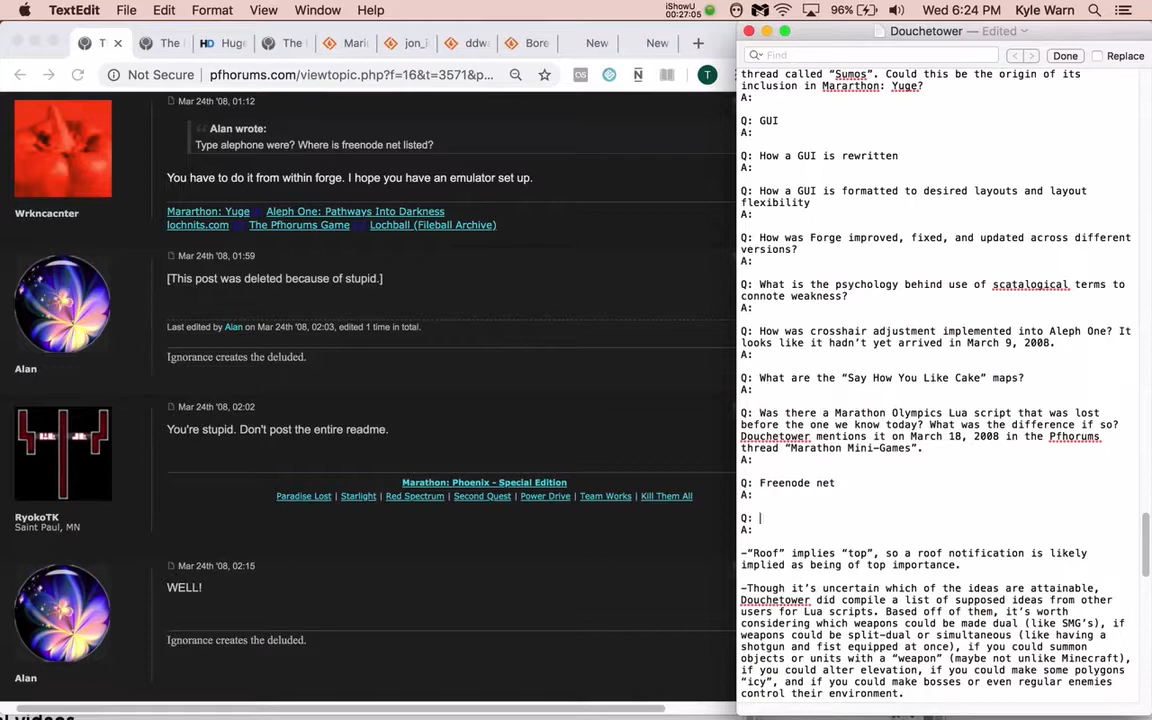 TextEdit File Edit Format View Window Help iShowU 00:27:05 96% Wed 6:24 PM Kyle Warn
T The HD Huge The Mari jon_i ddw Bore New New
Not Secure pfhorums.com/viewtopic.php?f=16&t=3571&p... T
Mar 24th '08, 01:12
Alan wrote:
Type alephone were? Where is freenode net listed?
You have to do it from within forge. I hope you have an emulator set up.
Wrkncacnter
Mararthon: Yuge Aleph One: Pathways Into Darkness
lochnits.com The Pfhorums Game Lochball (Fileball Archive)
Mar 24th '08, 01:59
[This post was deleted because of stupid.]
Last edited by Alan on Mar 24th '08, 02:03, edited 1 time in total.
Ignorance creates the deluded.
Alan
Mar 24th '08, 02:02
You're stupid. Don't post the entire readme.
Marathon: Phoenix - Special Edition
Paradise Lost | Starlight | Red Spectrum | Second Quest | Power Drive | Team Works | Kill Them All
RyokoTK
Saint Paul, MN
Mar 24th '08, 02:15
WELL!
Ignorance creates the deluded.
Alan
al videos
Douchetower — Edited
Find Done Replace
thread called “Sumos”. Could this be the origin of its
inclusion in Mararthon: Yuge?
A:
Q: GUI
A:
Q: How a GUI is rewritten
A:
Q: How a GUI is formatted to desired layouts and layout
flexibility
A:
Q: How was Forge improved, fixed, and updated across different
versions?
A:
Q: What is the psychology behind use of scatalogical terms to
connote weakness?
A:
Q: How was crosshair adjustment implemented into Aleph One? It
looks like it hadn’t yet arrived in March 9, 2008.
A:
Q: What are the “Say How You Like Cake” maps?
A:
Q: Was there a Marathon Olympics Lua script that was lost
before the one we know today? What was the difference if so?
Douchetower mentions it on March 18, 2008 in the Pfhorums
thread “Marathon Mini-Games”.
A:
Q: Freenode net
A:
Q:
A:
-“Roof” implies “top”, so a roof notification is likely
implied as being of top importance.
-Though it’s uncertain which of the ideas are attainable,
Douchetower did compile a list of supposed ideas from other
users for Lua scripts. Based off of them, it’s worth
considering which weapons could be made dual (like SMG’s), if
weapons could be split-dual or simultaneous (like having a
shotgun and fist equipped at once), if you could summon
objects or units with a “weapon” (maybe not unlike Minecraft),
if you could alter elevation, if you could make some polygons
“icy”, and if you could make bosses or even regular enemies
control their environment.